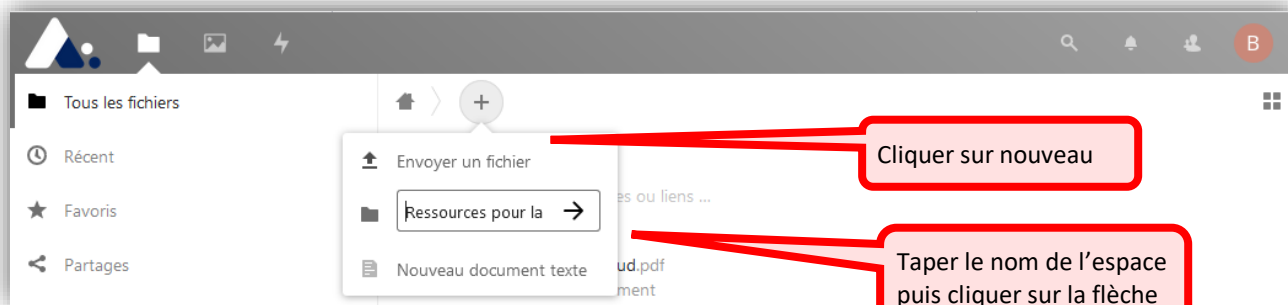 B
Tous les fichiers
Cliquer sur nouveau
Récent
Envoyer un fichier
es ou liens ...
Favoris
Ressources pour la
Partages
Nouveau document texte
ud.pdf
ment
Taper le nom de l’espace
puis cliquer sur la flèche